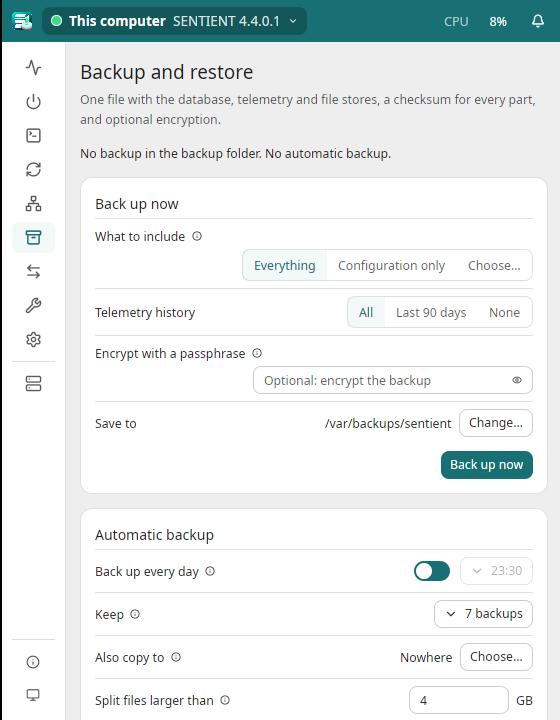 This computer SENTIENT 4.4.0.1 CPU 8%
Backup and restore
One file with the database, telemetry and file stores, a checksum for every part,
and optional encryption.
No backup in the backup folder. No automatic backup.
Back up now
What to include
Everything Configuration only Choose...
Telemetry history All Last 90 days None
Encrypt with a passphrase
Optional: encrypt the backup
Save to /var/backups/sentient Change...
Back up now
Automatic backup
Back up every day 23:30
Keep 7 backups
Also copy to Nowhere Choose...
Split files larger than 4 GB